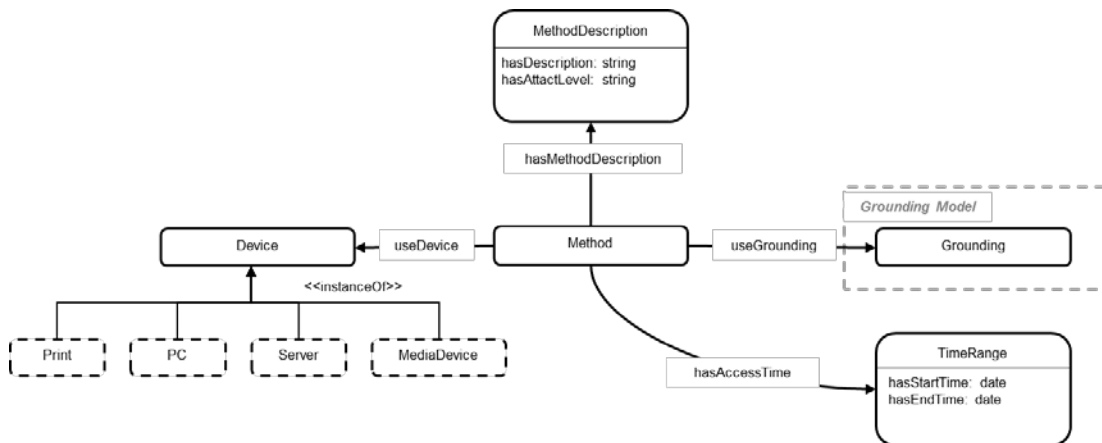 MethodDescription
hasDescription: string
hasAttactLevel: string
hasMethodDescription
Grounding Model
Device
useDevice
Method
useGrounding
Grounding
<<instanceOf>>
Print
PC
Server
MediaDevice
hasAccessTime
TimeRange
hasStartTime: date
hasEndTime: date